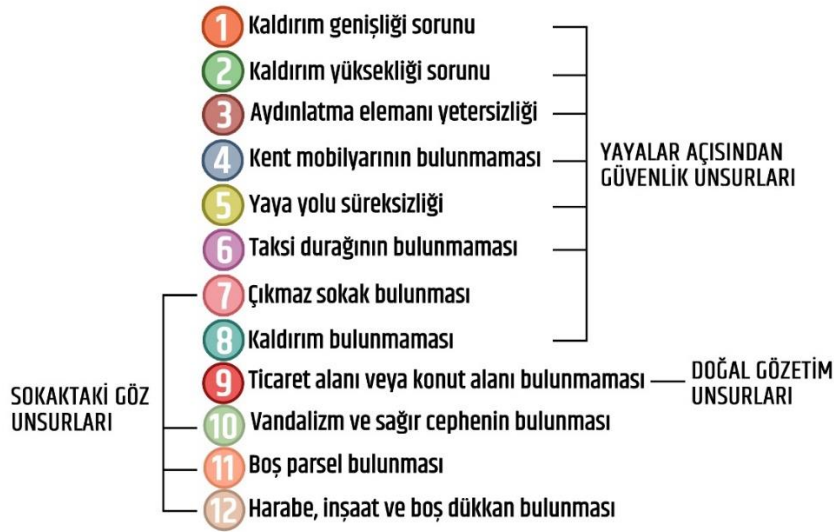 1 Kaldırım genişliği sorunu
2 Kaldırım yüksekliği sorunu
3 Aydınlatma elemanı yetersizliği
4 Kent mobilyarının bulunmaması
5 Yaya yolu süreksizliği
6 Taksi durağının bulunmaması
7 Çıkmaz sokak bulunması
8 Kaldırım bulunmaması
9 Ticaret alanı veya konut alanı bulunmaması
10 Vandalizm ve sağır cephenin bulunması
11 Boş parsel bulunması
12 Harabe, inşaat ve boş dükkan bulunması
YAYALAR AÇISINDAN
GÜVENLİK UNSURLARI
DOĞAL GÖZETİM
UNSURLARI
SOKAKTAKİ GÖZ
UNSURLARI